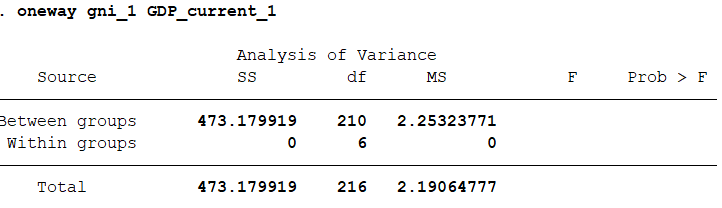 . oneway gni_1 GDP_current_1
Analysis of Variance
Source SS df MS F Prob > F
Between groups 473.179919 210 2.25323771
Within groups 0 6 0
Total 473.179919 216 2.19064777